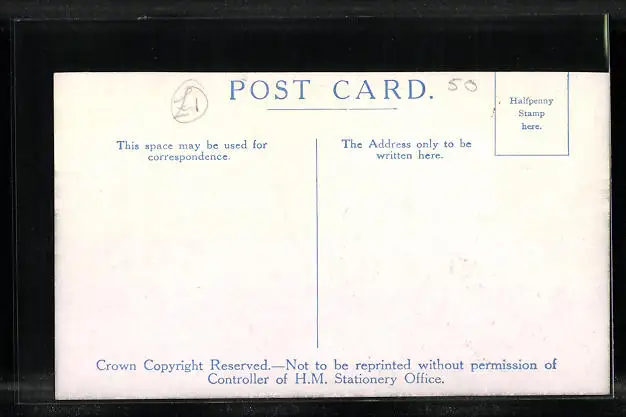 £1
POST CARD.
50
Halfpenny
Stamp
here.
This space may be used for
correspondence.
The Address only to be
written here.
Crown Copyright Reserved.—Not to be reprinted without permission of
Controller of H.M. Stationery Office.